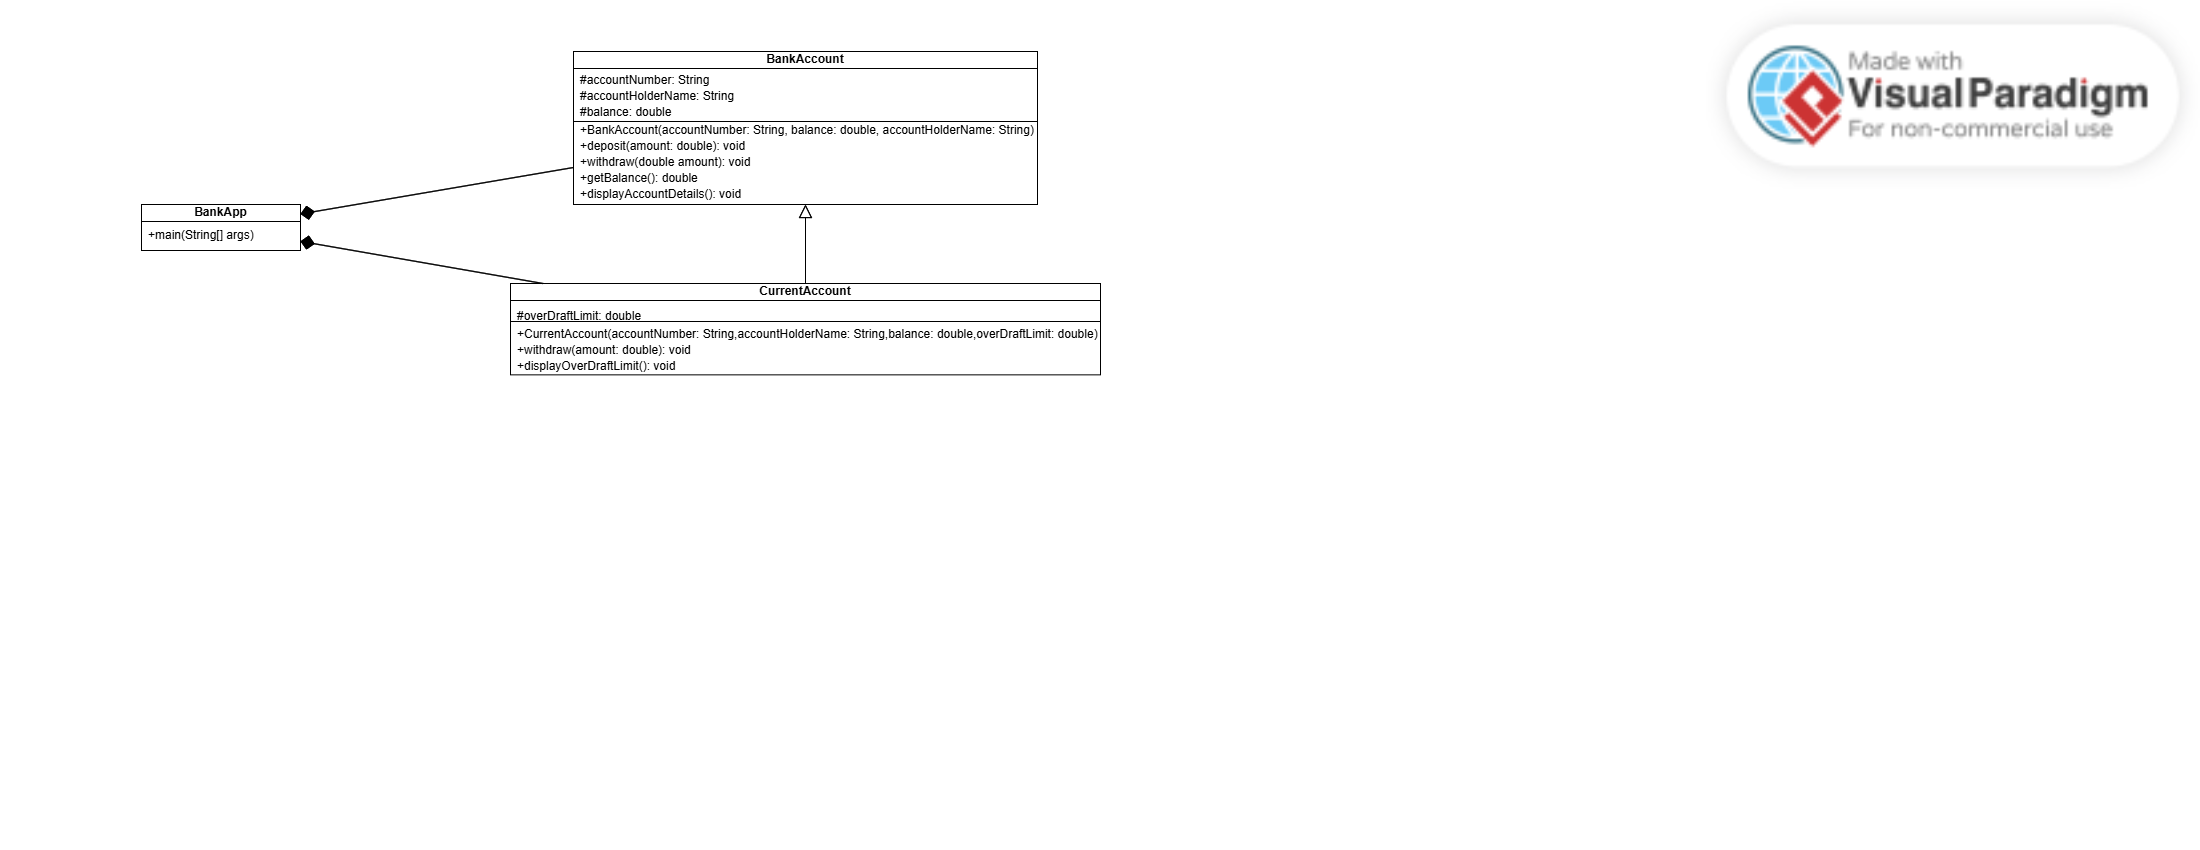 BankAccount
#accountNumber: String
#accountHolderName: String
#balance: double
+BankAccount(accountNumber: String, balance: double, accountHolderName: String)
+deposit(amount: double): void
+withdraw(double amount): void
+getBalance(): double
+displayAccountDetails(): void
BankApp
+main(String[] args)
CurrentAccount
#overDraftLimit: double
+CurrentAccount(accountNumber: String,accountHolderName: String,balance: double,overDraftLimit: double)
+withdraw(amount: double): void
+displayOverDraftLimit(): void
Made with
Visual Paradigm
For non-commercial use